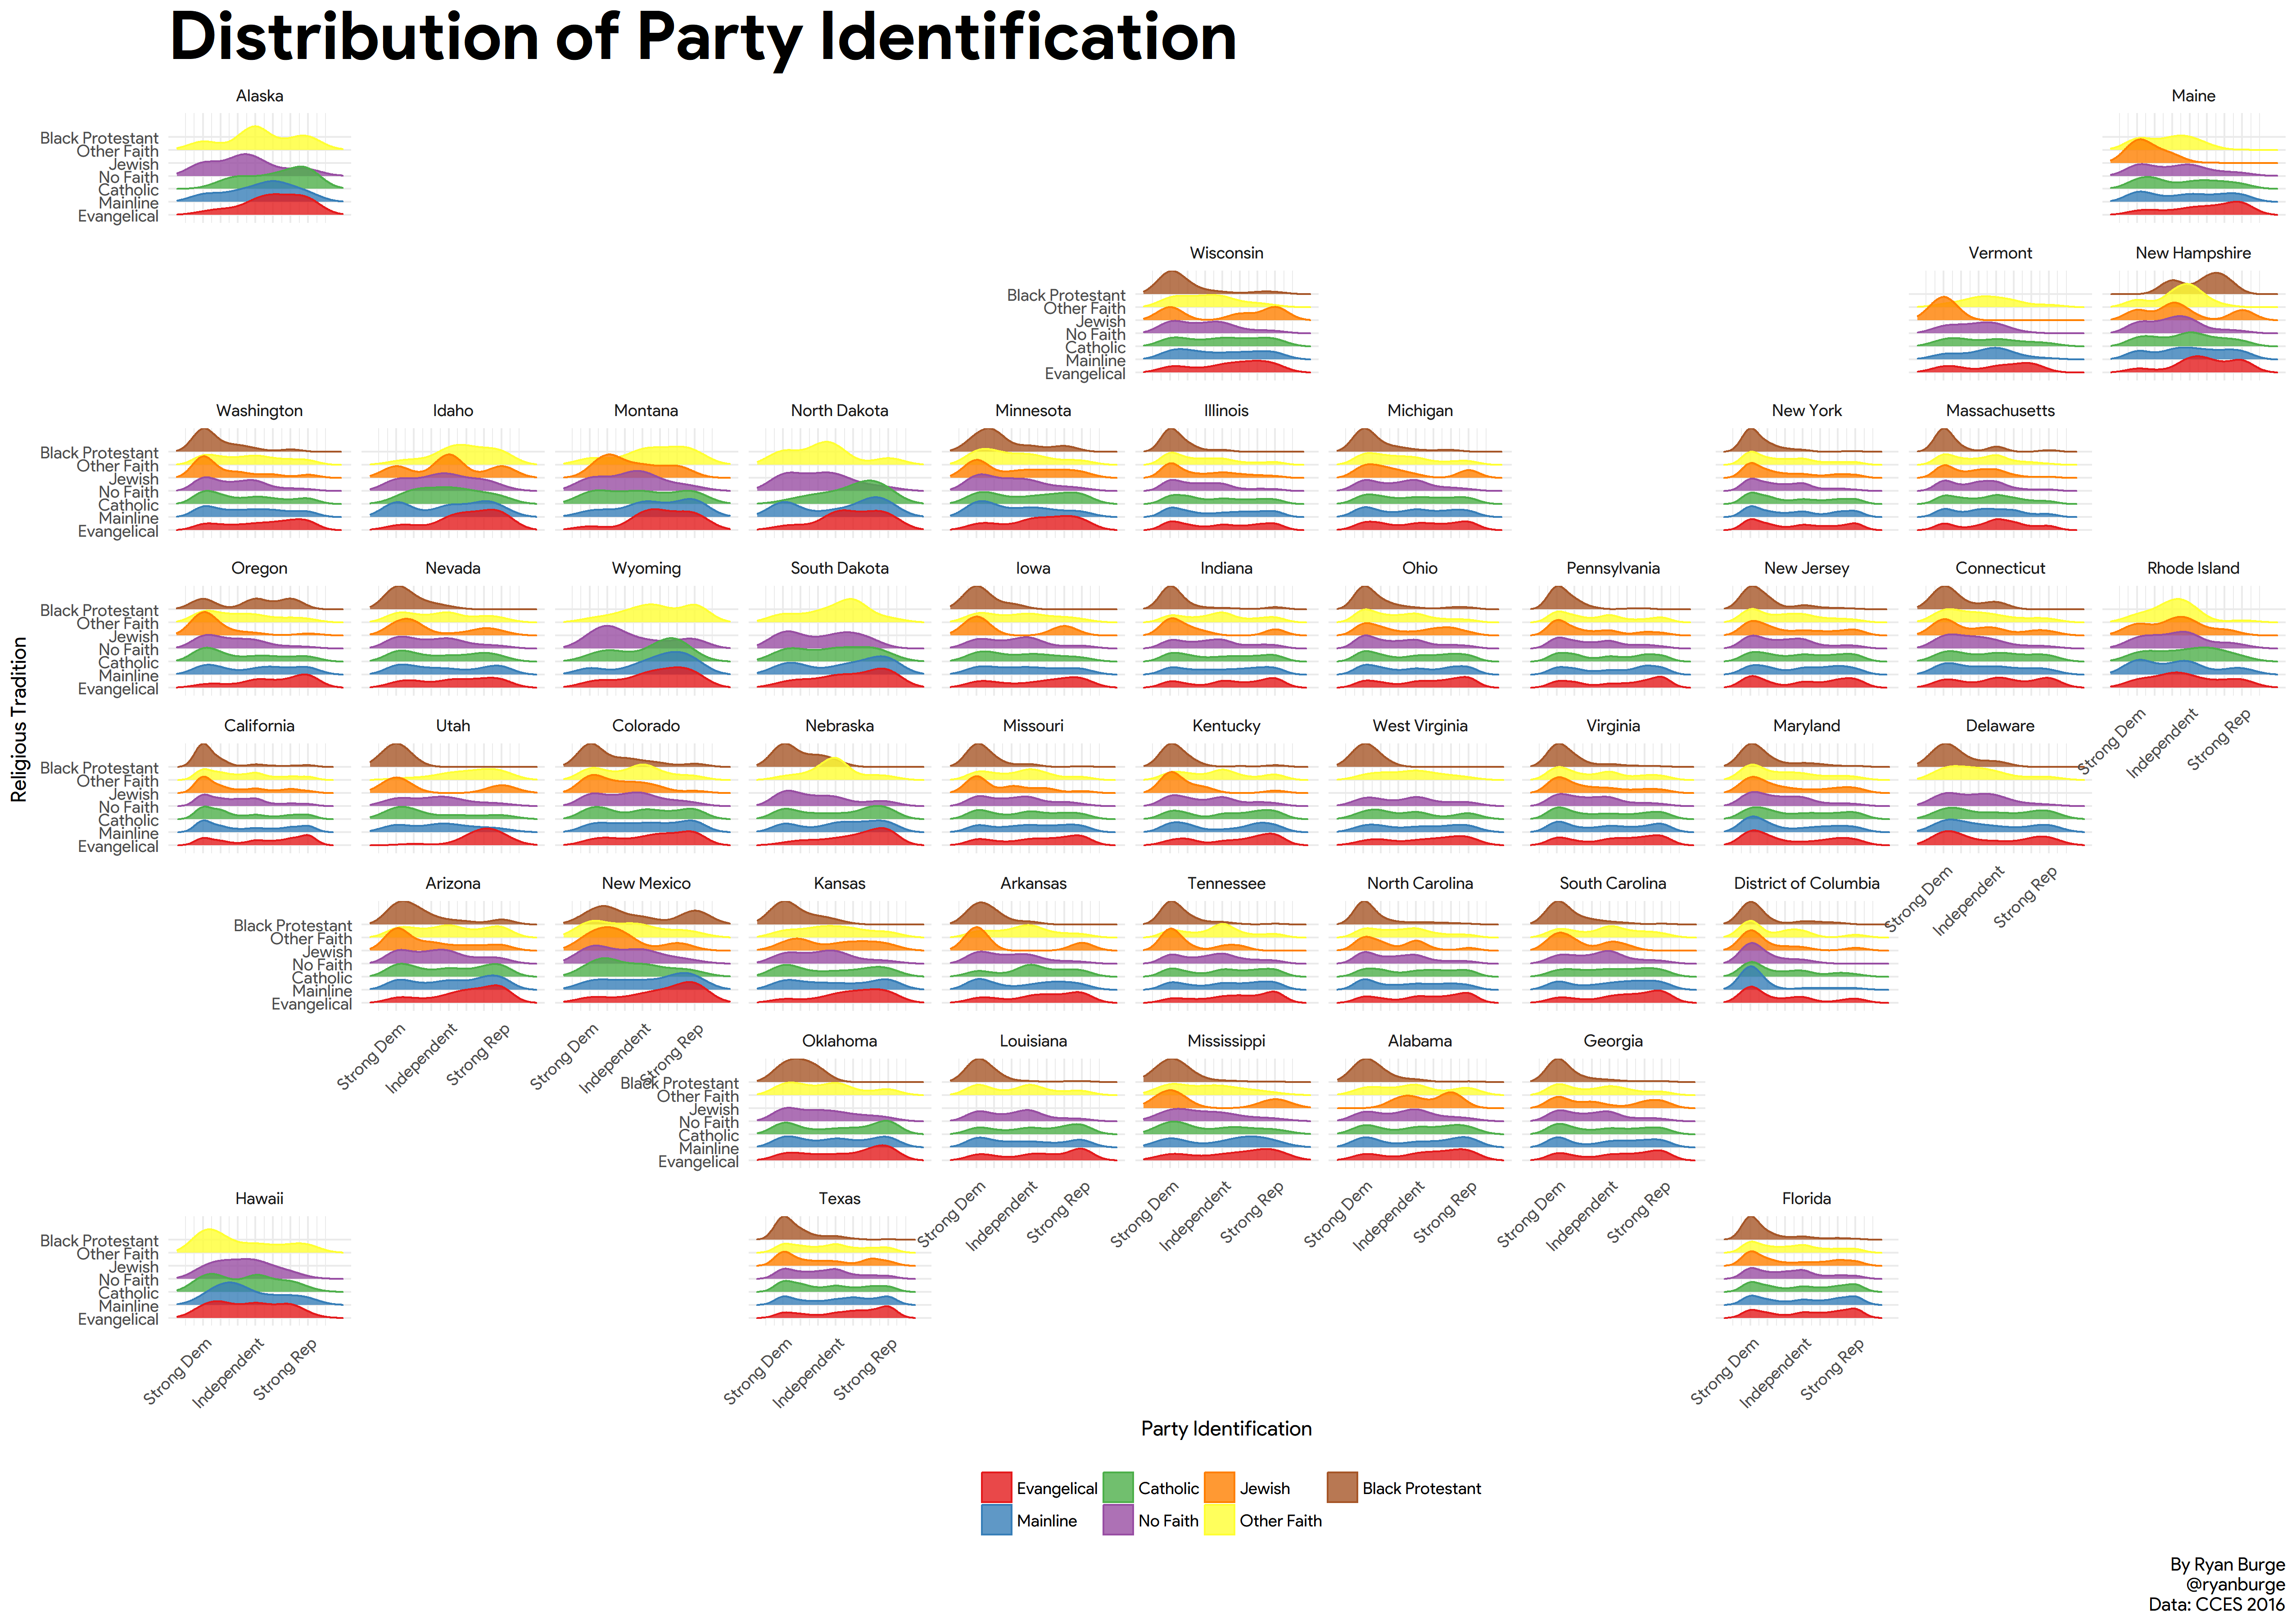 Distribution of Party Identification
Alaska
Maine
Black Protestant
Other Faith
Jewish
No Faith
Catholic
Mainline
Evangelical
Wisconsin
Vermont
New Hampshire
Black Protestant
Other Faith
Jewish
No Faith
Catholic
Mainline
Evangelical
Washington
Idaho
Montana
North Dakota
Minnesota
Illinois
Michigan
New York
Massachusetts
Black Protestant
Other Faith
Jewish
No Faith
Catholic
Mainline
Evangelical
Oregon
Nevada
Wyoming
South Dakota
Iowa
Indiana
Ohio
Pennsylvania
New Jersey
Connecticut
Rhode Island
Black Protestant
Other Faith
Jewish
No Faith
Catholic
Mainline
Evangelical
Strong Dem
Independent
Strong Rep
Religious Tradition
California
Utah
Colorado
Nebraska
Missouri
Kentucky
West Virginia
Virginia
Maryland
Delaware
Black Protestant
Other Faith
Jewish
No Faith
Catholic
Mainline
Evangelical
Strong Dem
Independent
Strong Rep
Arizona
New Mexico
Kansas
Arkansas
Tennessee
North Carolina
South Carolina
District of Columbia
Black Protestant
Other Faith
Jewish
No Faith
Catholic
Mainline
Evangelical
Strong Dem
Independent
Strong Rep
Strong Dem
Independent
Strong Rep
Oklahoma
Louisiana
Mississippi
Alabama
Georgia
Black Protestant
Other Faith
Jewish
No Faith
Catholic
Mainline
Evangelical
Strong Dem
Independent
Strong Rep
Strong Dem
Independent
Strong Rep
Strong Dem
Independent
Strong Rep
Strong Dem
Independent
Strong Rep
Hawaii
Texas
Florida
Black Protestant
Other Faith
Jewish
No Faith
Catholic
Mainline
Evangelical
Strong Dem
Independent
Strong Rep
Strong Dem
Independent
Strong Rep
Strong Dem
Independent
Strong Rep
Party Identification
Evangelical
Catholic
Jewish
Black Protestant
Mainline
No Faith
Other Faith
By Ryan Burge
@ryanburge
Data: CCES 2016